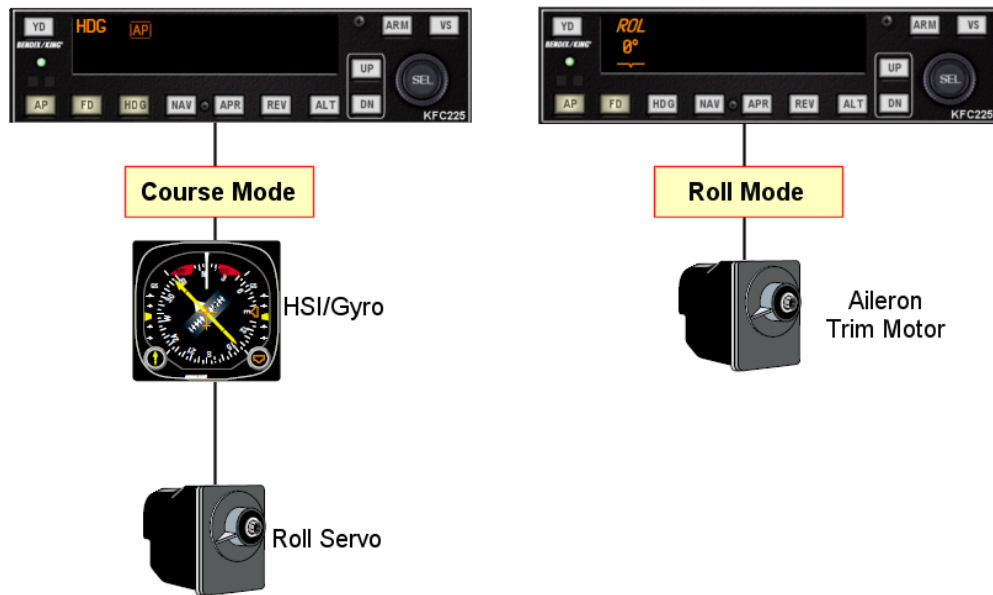 YD
HDG AP
ARM
VS
BENDIX/KING
UP
SEL
AP
FD
HDG
NAV
APR
REV
ALT
DN
KFC225
YD
ROL
0°
ARM
VS
BENDIX/KING
UP
SEL
AP
FD
HDG
NAV
APR
REV
ALT
DN
KFC225
Course Mode
Roll Mode
HSI/Gyro
Aileron
Trim Motor
Roll Servo